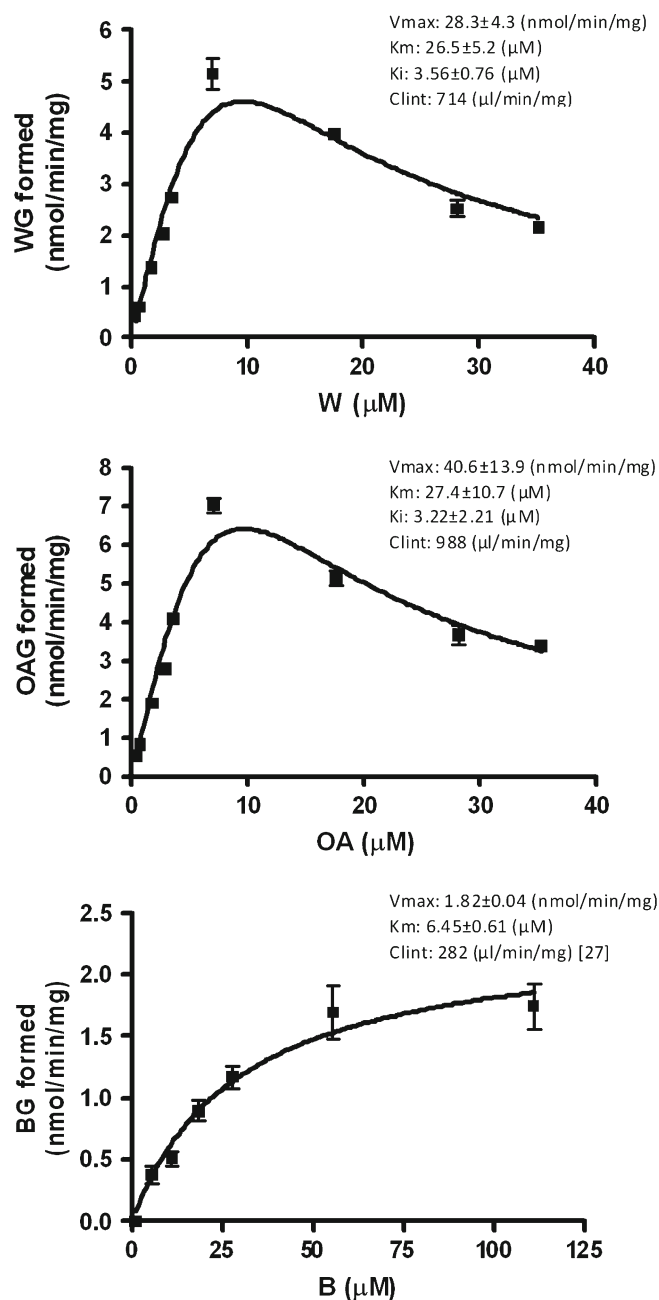 Vmax: 28.3±4.3 (nmol/min/mg)
Km: 26.5±5.2 (μM)
Ki: 3.56±0.76 (μM)
Clint: 714 (μl/min/mg)
WG formed
(nmol/min/mg)
6
5
4
3
2
1
0
0 10 20 30 40
W (μM)
Vmax: 40.6±13.9 (nmol/min/mg)
Km: 27.4±10.7 (μM)
Ki: 3.22±2.21 (μM)
Clint: 988 (μl/min/mg)
OAG formed
(nmol/min/mg)
8
7
6
5
4
3
2
1
0
0 10 20 30 40
OA (μM)
Vmax: 1.82±0.04 (nmol/min/mg)
Km: 6.45±0.61 (μM)
Clint: 282 (μl/min/mg) [27]
BG formed
(nmol/min/mg)
2.5
2.0
1.5
1.0
0.5
0.0
0 25 50 75 100 125
B (μM)